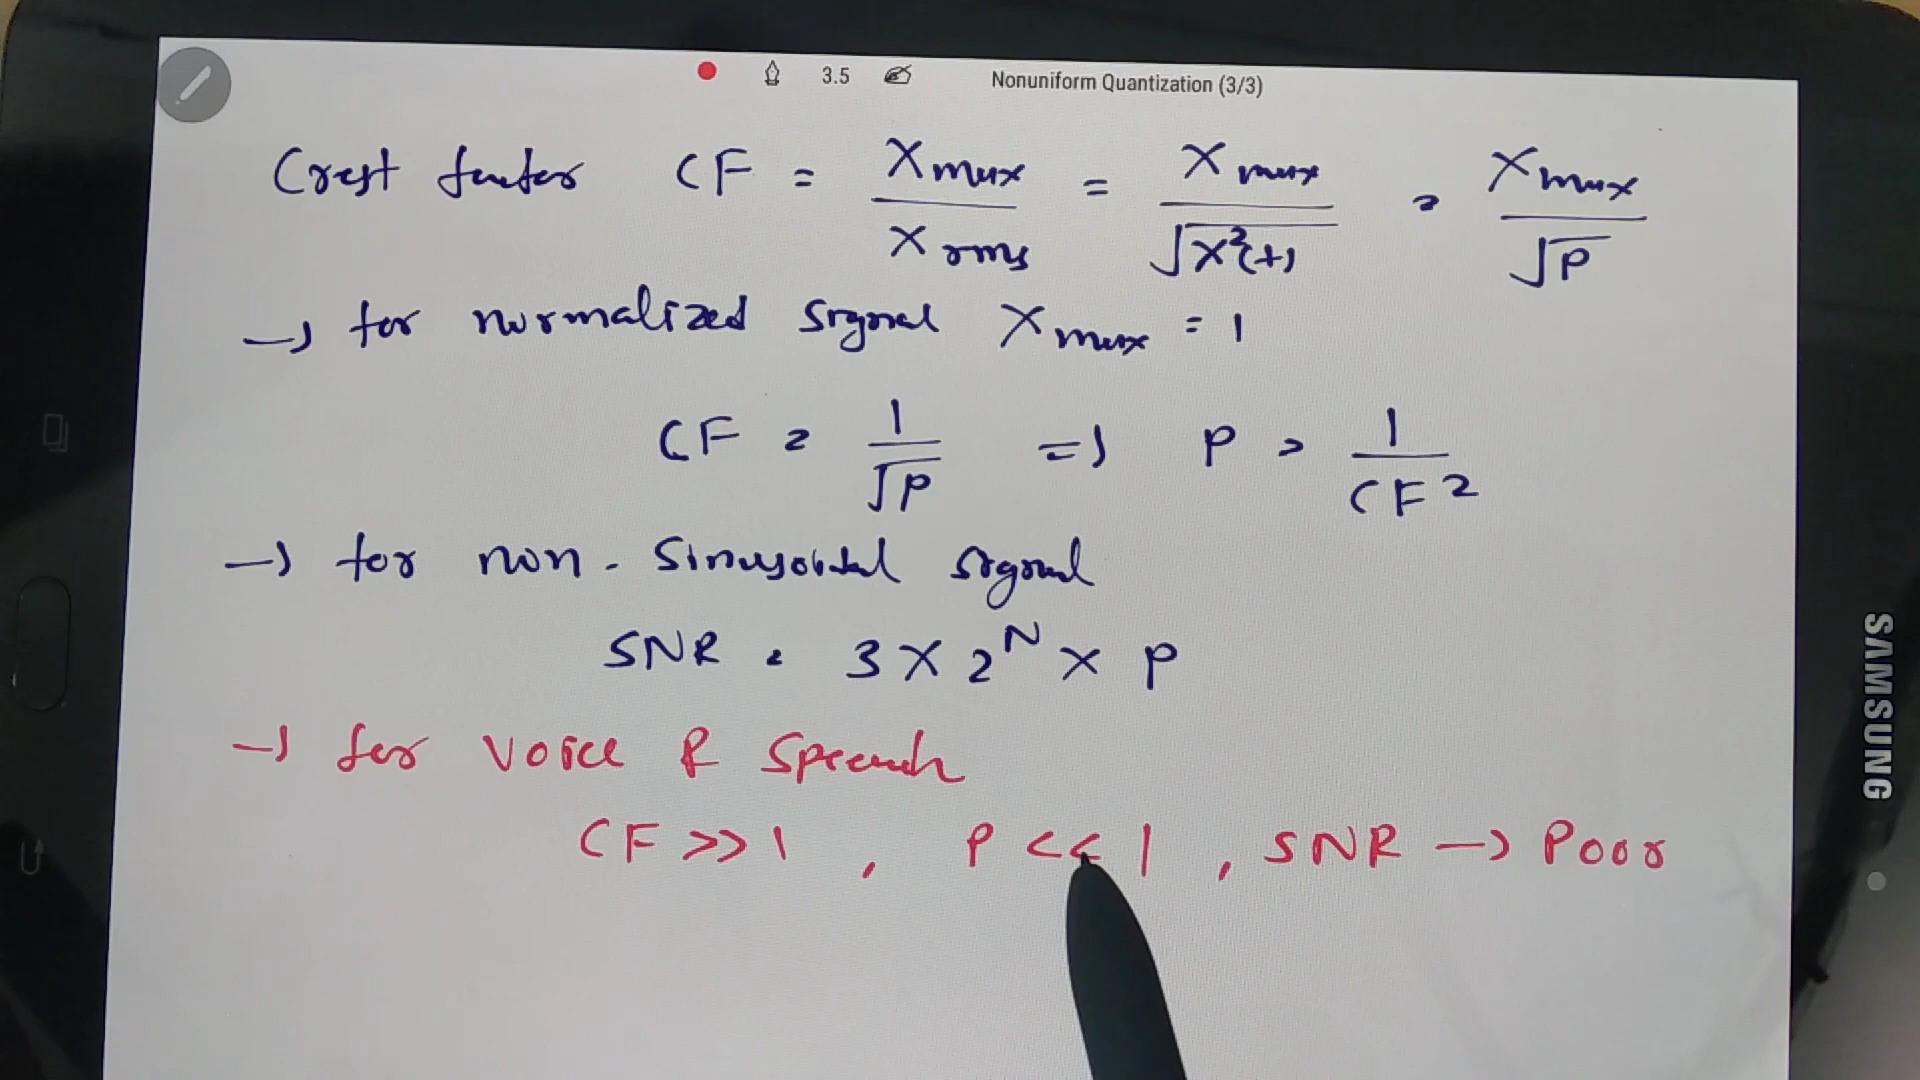 3.5 Nonuniform Quantization (3/3)
Crest factor CF = Xmax / Xrms = Xmax / √X²(t) = Xmax / √P
→ for normalized signal Xmax = 1
CF = 1 / √P => P = 1 / CF²
→ for non-sinusoidal signal
SNR = 3 X 2^N X P
→ for Voice & Speech
CF >> 1 , P << 1 , SNR → Poor
SAMSUNG